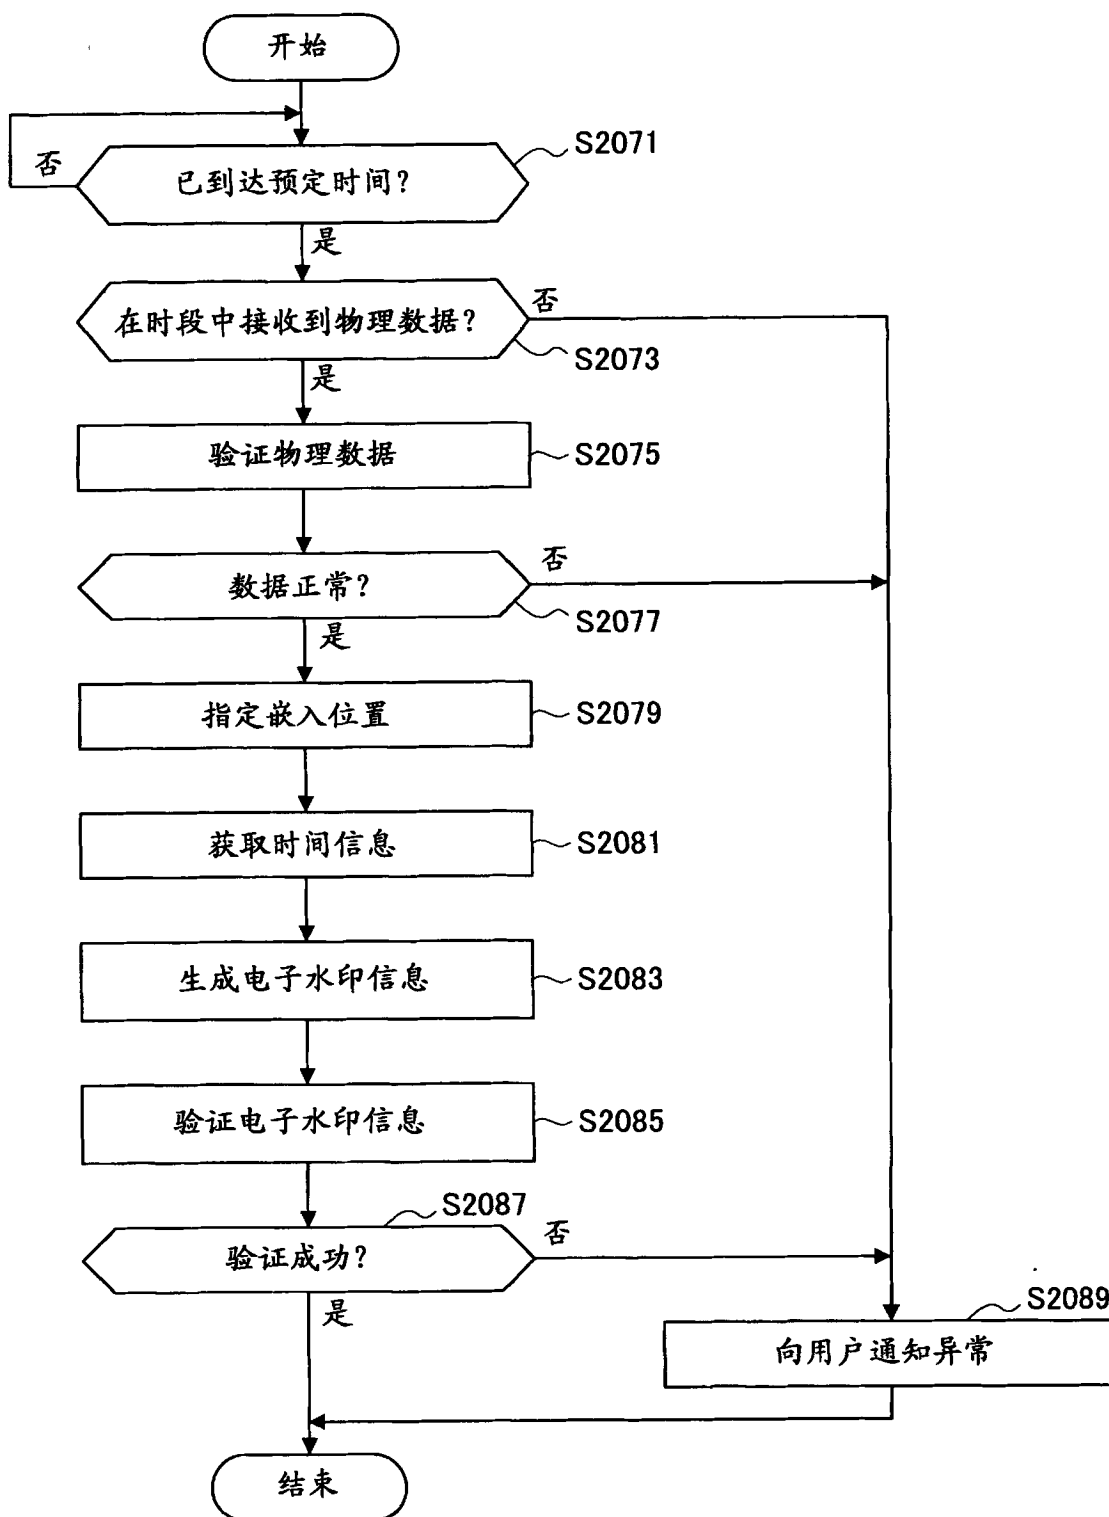 开始
S2071
否
已到达预定时间?
是
否
在时段中接收到物理数据?
S2073
是
验证物理数据
S2075
否
数据正常?
S2077
是
指定嵌入位置
S2079
获取时间信息
S2081
生成电子水印信息
S2083
验证电子水印信息
S2085
S2087
否
验证成功?
是
S2089
向用户通知异常
结束